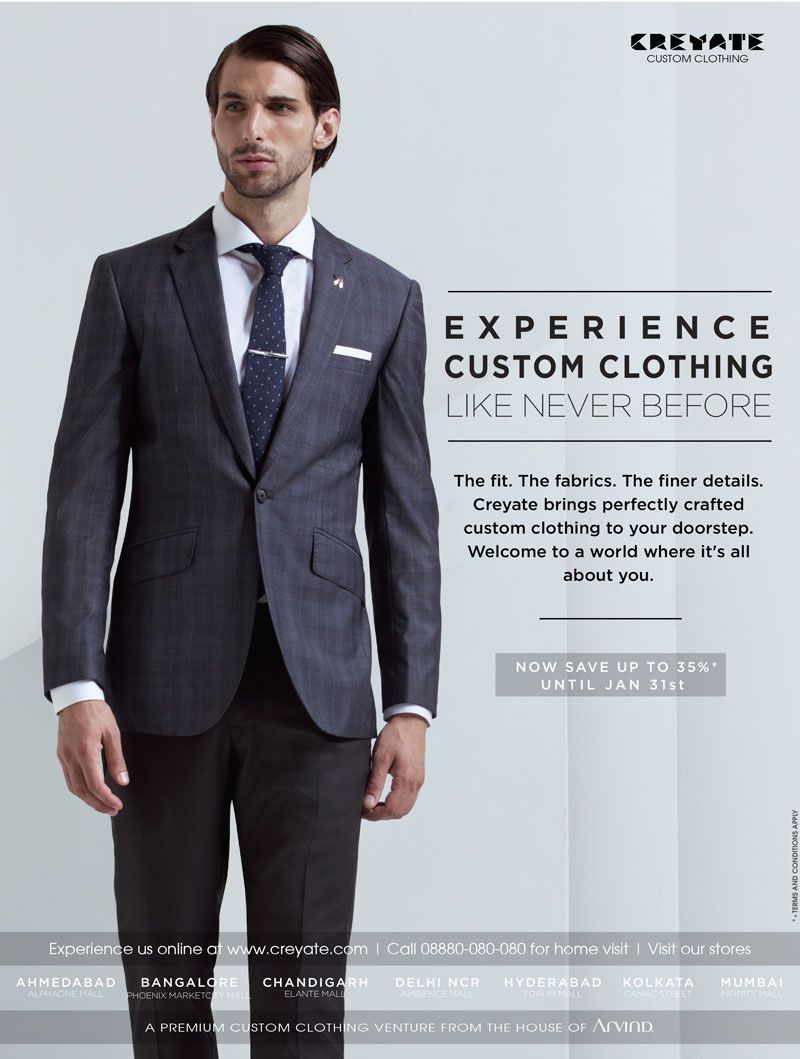 CREYATE
CUSTOM CLOTHING
EXPERIENCE
CUSTOM CLOTHING
LIKE NEVER BEFORE
The fit. The fabrics. The finer details.
Creyate brings perfectly crafted
custom clothing to your doorstep.
Welcome to a world where it's all
about you.
NOW SAVE UP TO 35%*
UNTIL JAN 31st
* - TERMS AND CONDITIONS APPLY
Experience us online at www.creyate.com | Call 08880-080-080 for home visit | Visit our stores
AHMEDABAD BANGALORE CHANDIGARH DELHI NCR HYDERABAD KOLKATA MUMBAI
ALPHAONE MALL PHOENIX MARKETCITY MALL ELANTE MALL AMBIENCE MALL FORUM MALL CAMAC STREET INFINITY MALL
A PREMIUM CUSTOM CLOTHING VENTURE FROM THE HOUSE OF ARVIND